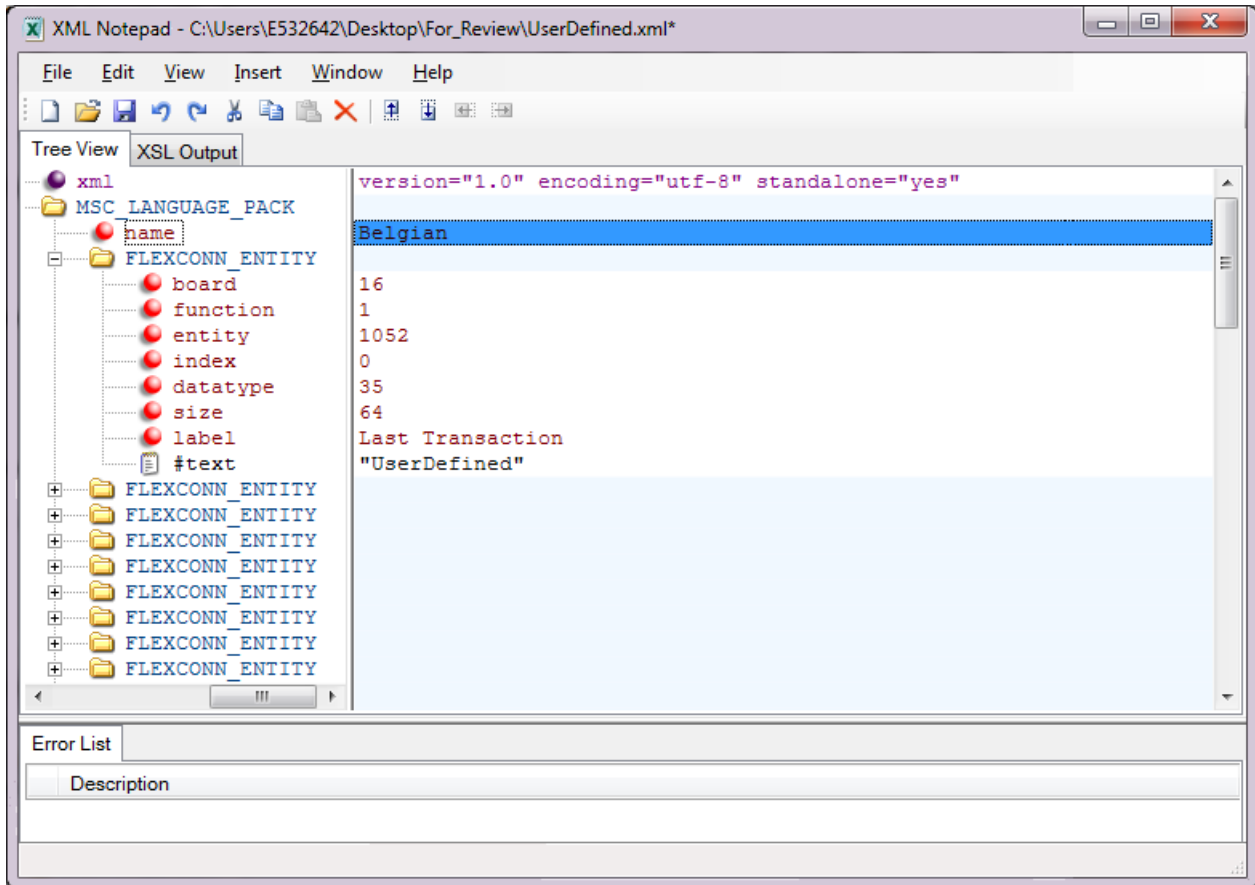 XML Notepad - C:\Users\E532642\Desktop\For_Review\UserDefined.xml*
File Edit View Insert Window Help
Tree View XSL Output
xml version="1.0" encoding="utf-8" standalone="yes"
MSC_LANGUAGE_PACK
name Belgian
FLEXCONN_ENTITY
board 16
function 1
entity 1052
index 0
datatype 35
size 64
label Last Transaction
#text "UserDefined"
FLEXCONN_ENTITY
FLEXCONN_ENTITY
FLEXCONN_ENTITY
FLEXCONN_ENTITY
FLEXCONN_ENTITY
FLEXCONN_ENTITY
FLEXCONN_ENTITY
FLEXCONN_ENTITY
Error List
Description